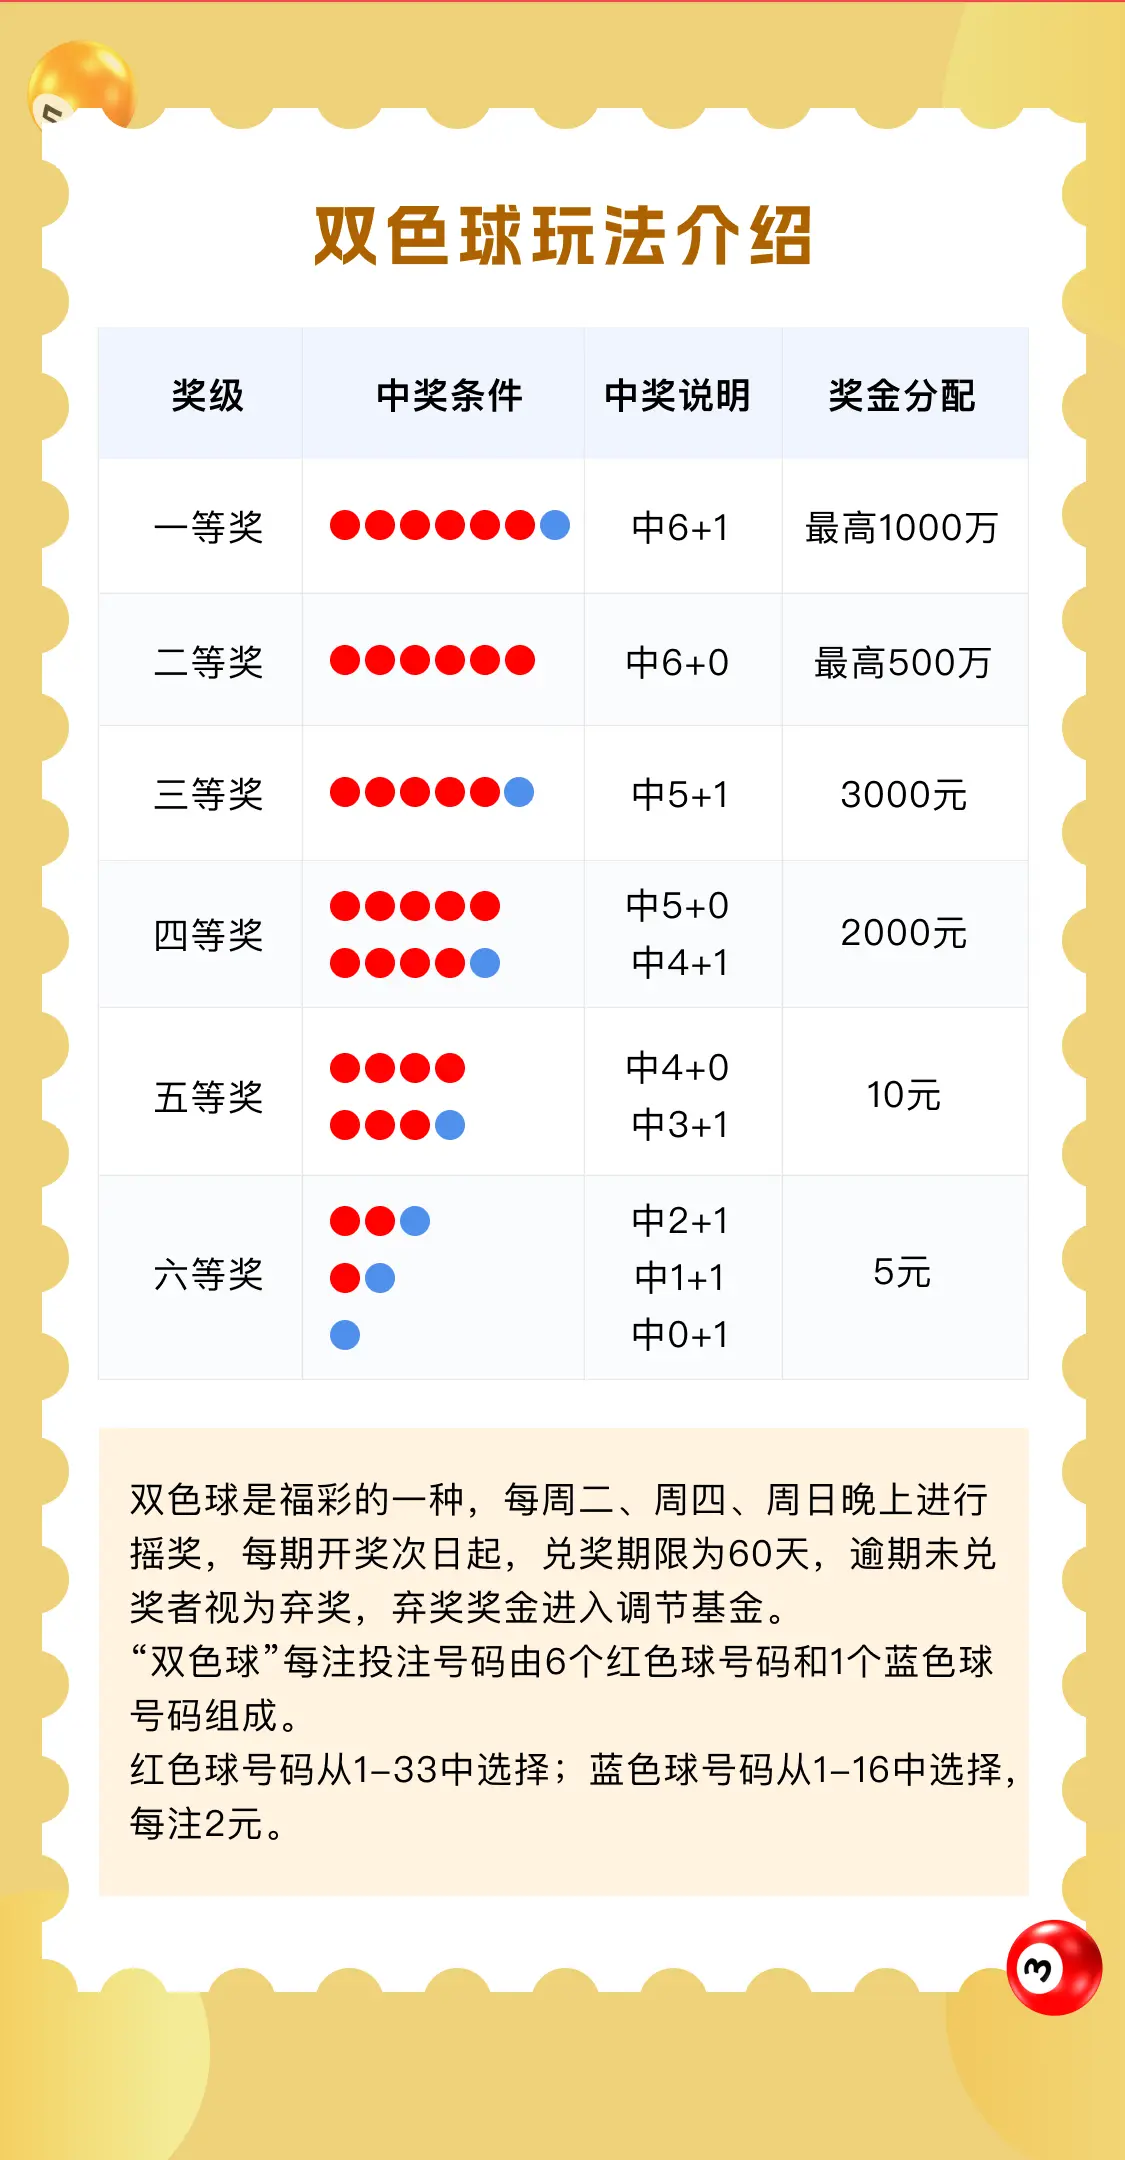 双色球玩法介绍
奖级 中奖条件 中奖说明 奖金分配
一等奖 中6+1 最高1000万
二等奖 中6+0 最高500万
三等奖 中5+1 3000元
四等奖 中5+0 中4+1 2000元
五等奖 中4+0 中3+1 10元
六等奖 中2+1 中1+1 中0+1 5元
双色球是福彩的一种，每周二、周四、周日晚上进行
摇奖，每期开奖次日起，兑奖期限为60天，逾期未兑
奖者视为弃奖，弃奖奖金进入调节基金。
“双色球”每注投注号码由6个红色球号码和1个蓝色球
号码组成。
红色球号码从1–33中选择；蓝色球号码从1–16中选择，
每注2元。
3